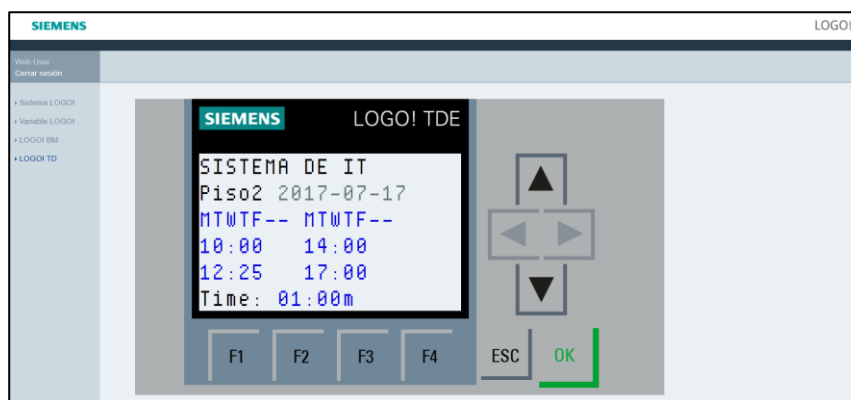 SIEMENS
LOGO!
Web User
Cerrar sesión
Sistema LOGO!
Variable LOGO!
LOGO! BM
LOGO! TD
SIEMENS LOGO! TDE
SISTEMA DE IT
Piso2 2017-07-17
MTWTF-- MTWTF--
10:00 14:00
12:25 17:00
Time: 01:00m
F1 F2 F3 F4 ESC OK